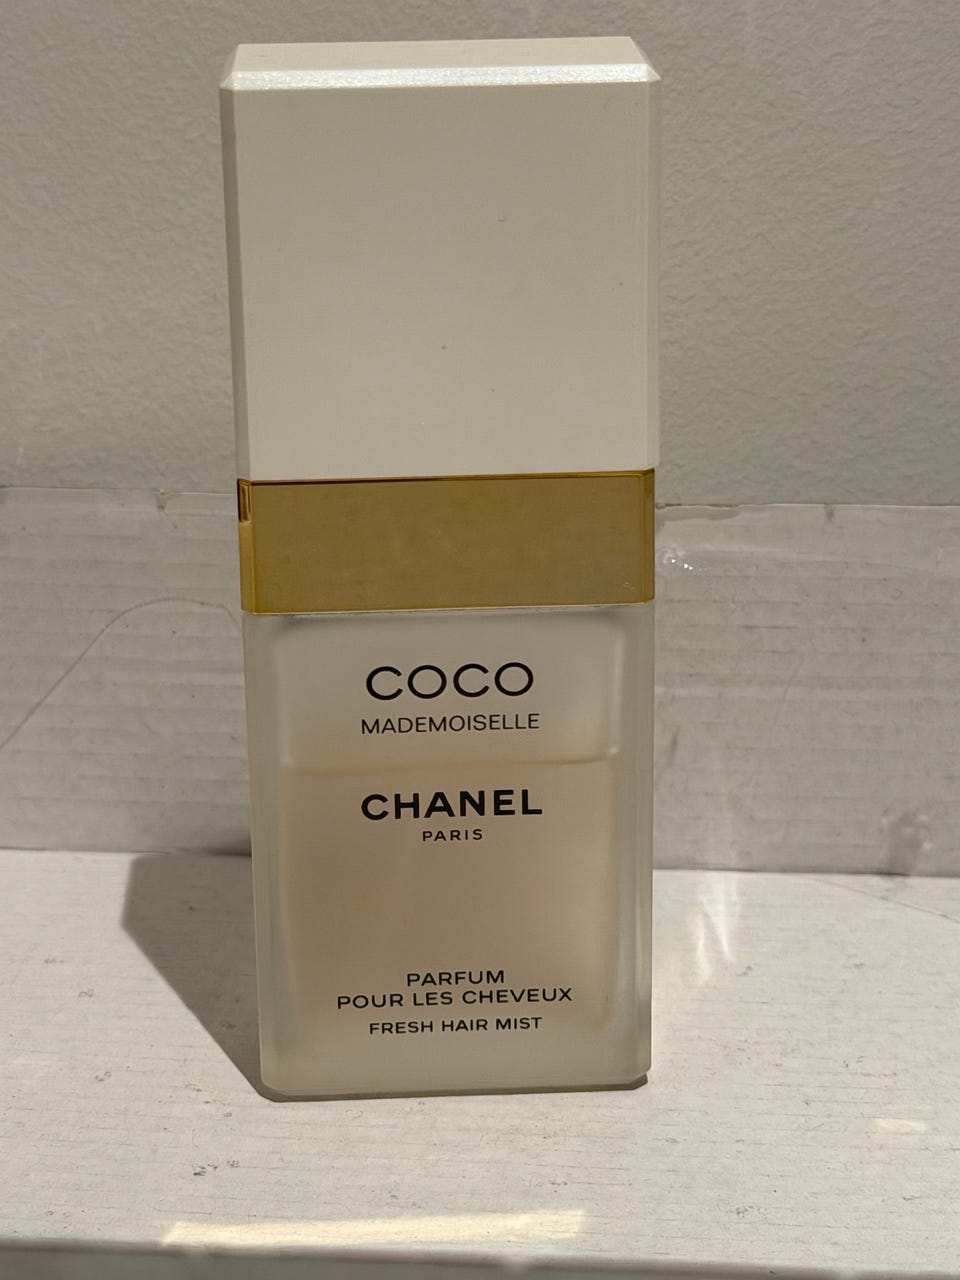 COCO
MADEMOISELLE
CHANEL
PARIS
PARFUM
POUR LES CHEVEUX
FRESH HAIR MIST